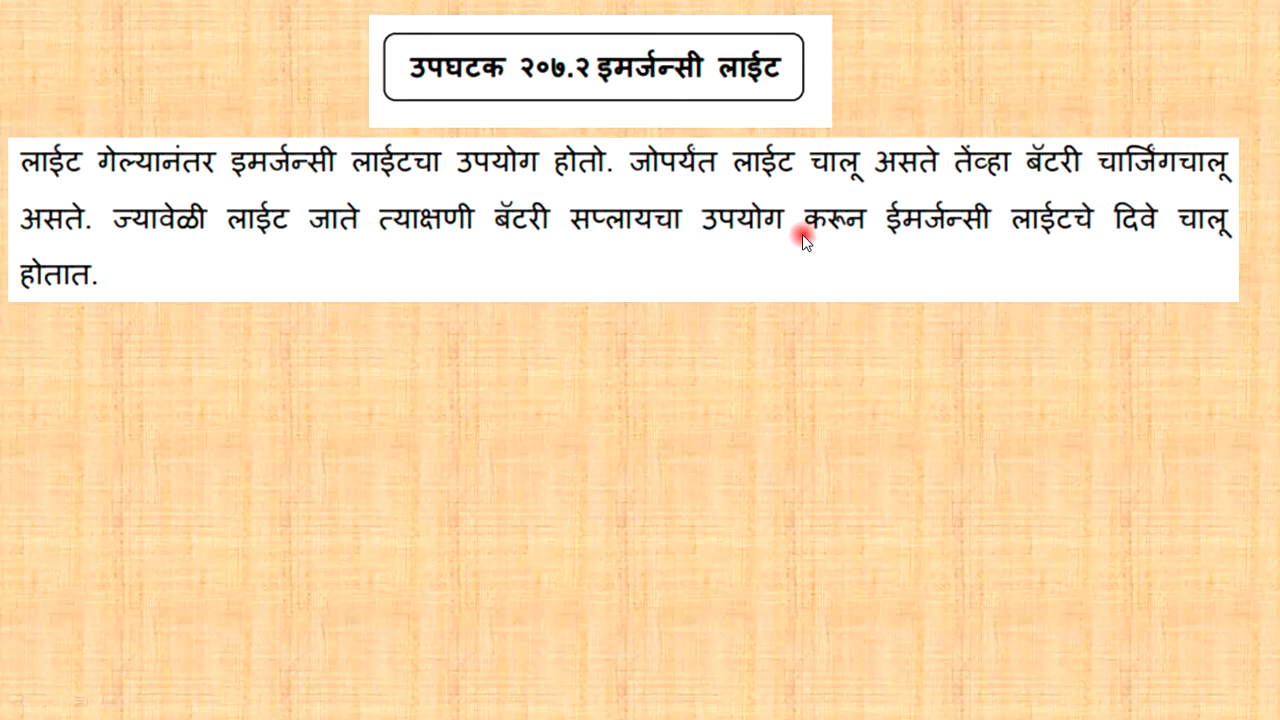 उपघटक २०७.२ इमर्जन्सी लाईट
लाईट गेल्यानंतर इमर्जन्सी लाईटचा उपयोग होतो. जोपर्यंत लाईट चालू असते तेंव्हा बॅटरी चार्जिंगचालू
असते. ज्यावेळी लाईट जाते त्याक्षणी बॅटरी सप्लायचा उपयोग करून ईमर्जन्सी लाईटचे दिवे चालू
होतात.